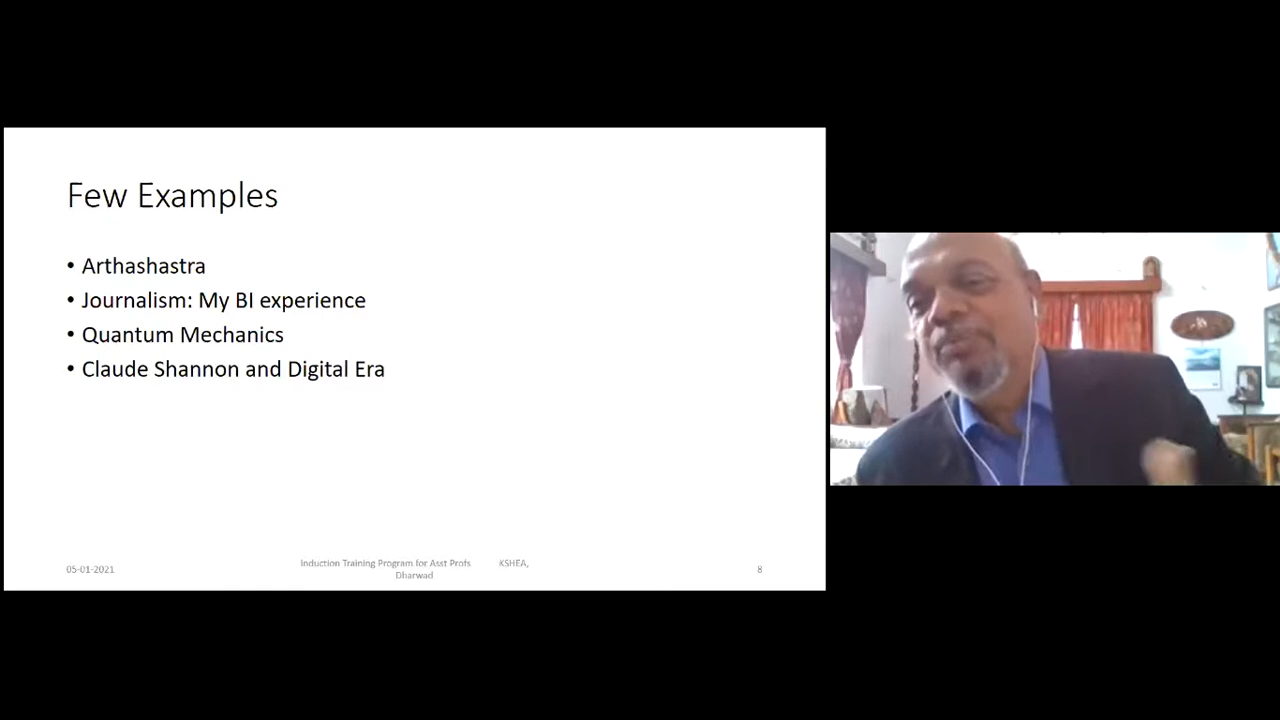 Few Examples
• Arthashastra
• Journalism: My BI experience
• Quantum Mechanics
• Claude Shannon and Digital Era
05-01-2021
Induction Training Program for Asst Profs KSHEA,
Dharwad
8